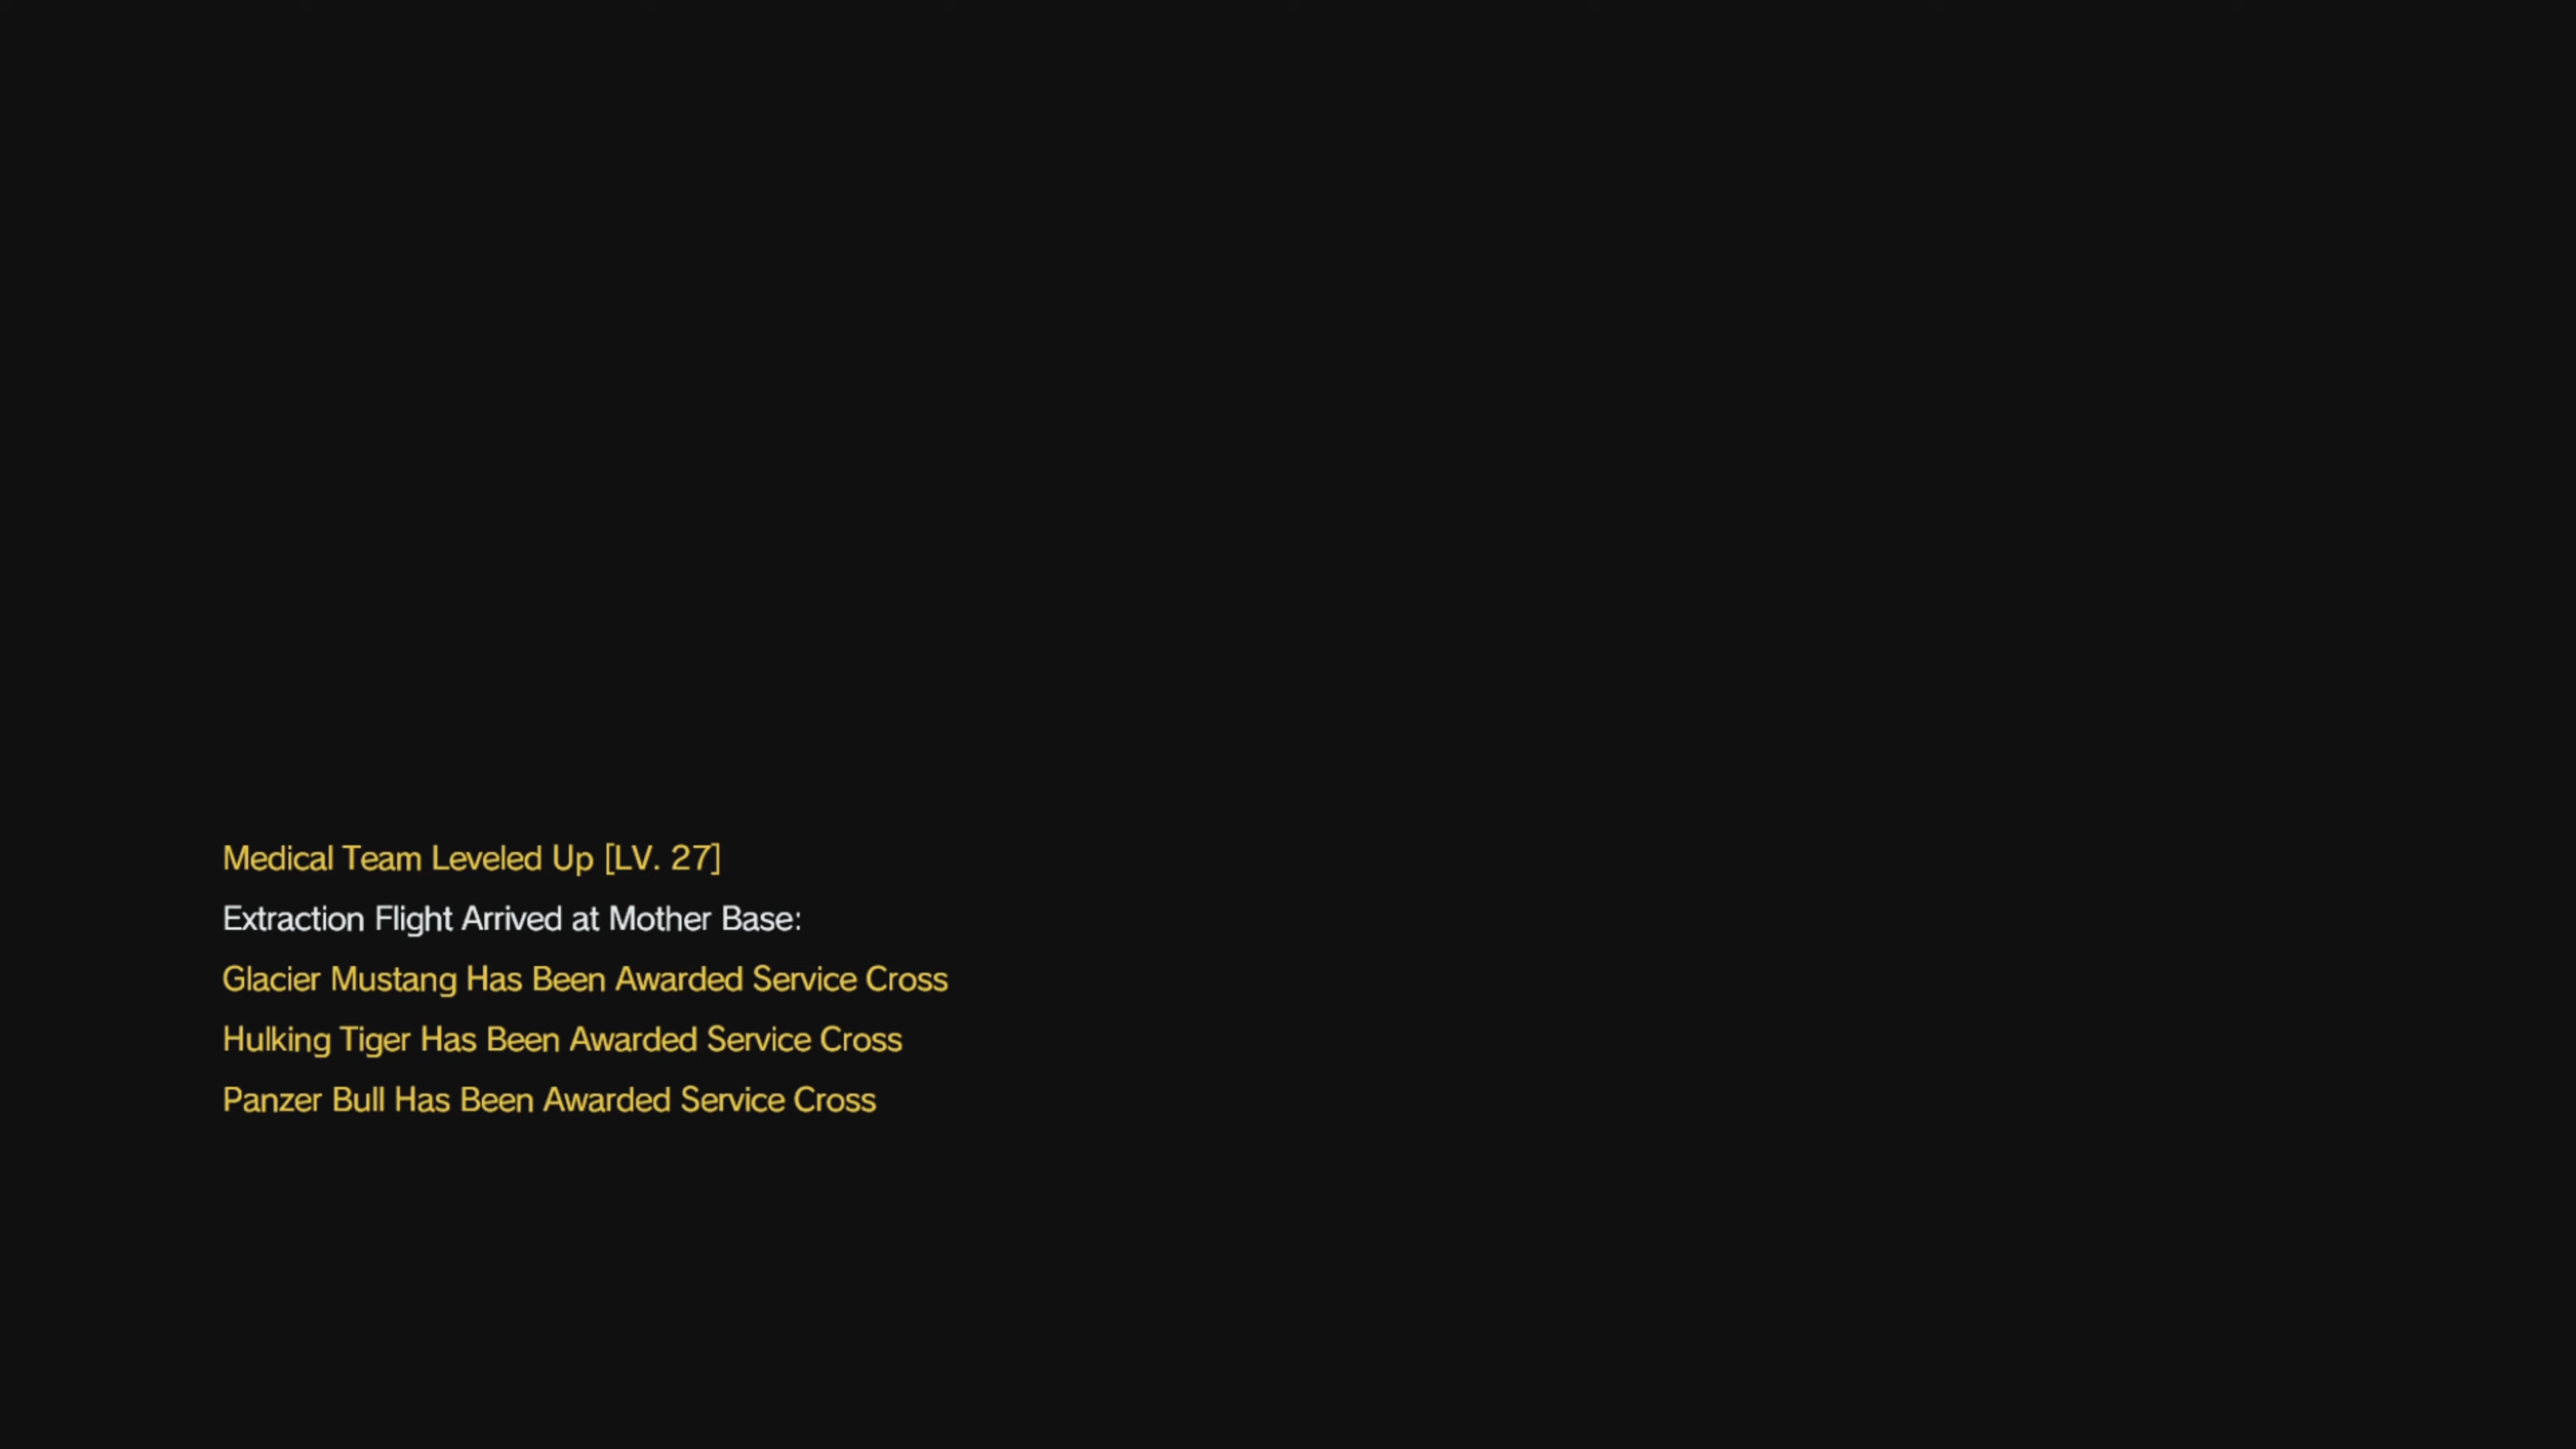 Medical Team Leveled Up [LV. 27]
Extraction Flight Arrived at Mother Base:
Glacier Mustang Has Been Awarded Service Cross
Hulking Tiger Has Been Awarded Service Cross
Panzer Bull Has Been Awarded Service Cross